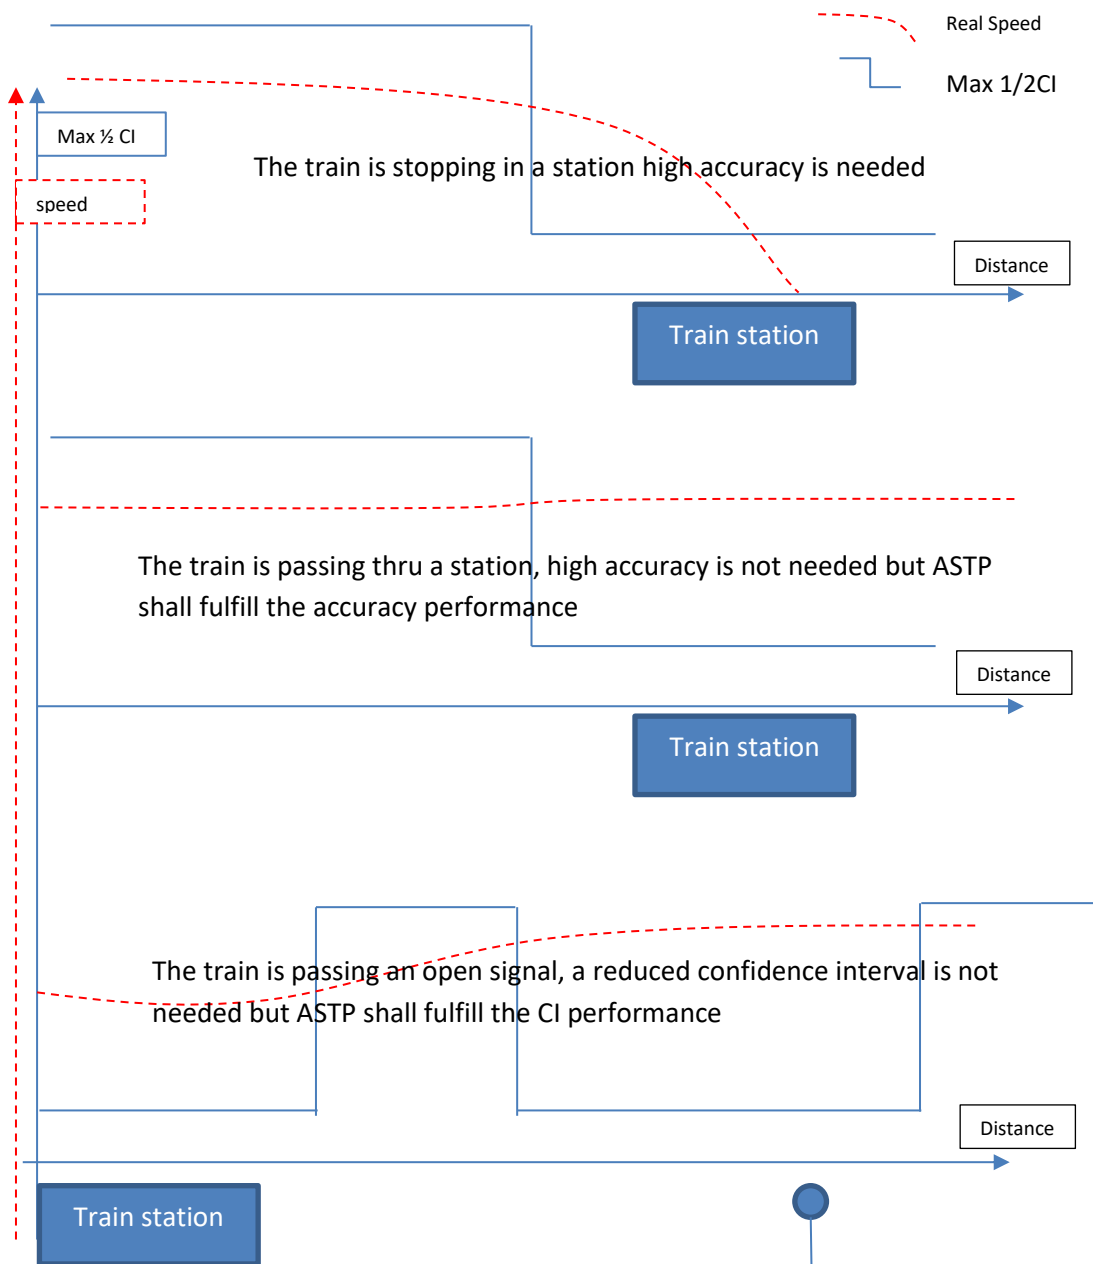 Real Speed
Max 1/2CI
Max ½ CI
The train is stopping in a station high accuracy is needed
speed
Distance
Train station
The train is passing thru a station, high accuracy is not needed but ASTP
shall fulfill the accuracy performance
Distance
Train station
The train is passing an open signal, a reduced confidence interval is not
needed but ASTP shall fulfill the CI performance
Distance
Train station